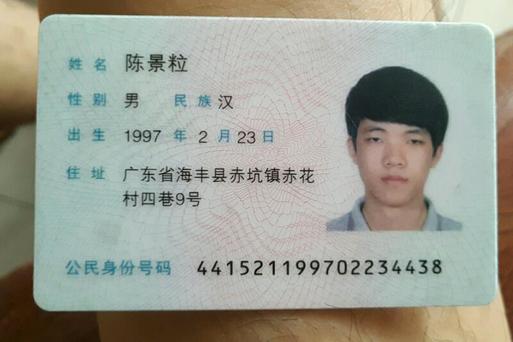 姓名 陈景粒
性别 男 民族 汉
出生 1997 年 2 月 23 日
住址 广东省海丰县赤坑镇赤花
村四巷9号
公民身份号码 441521199702234438